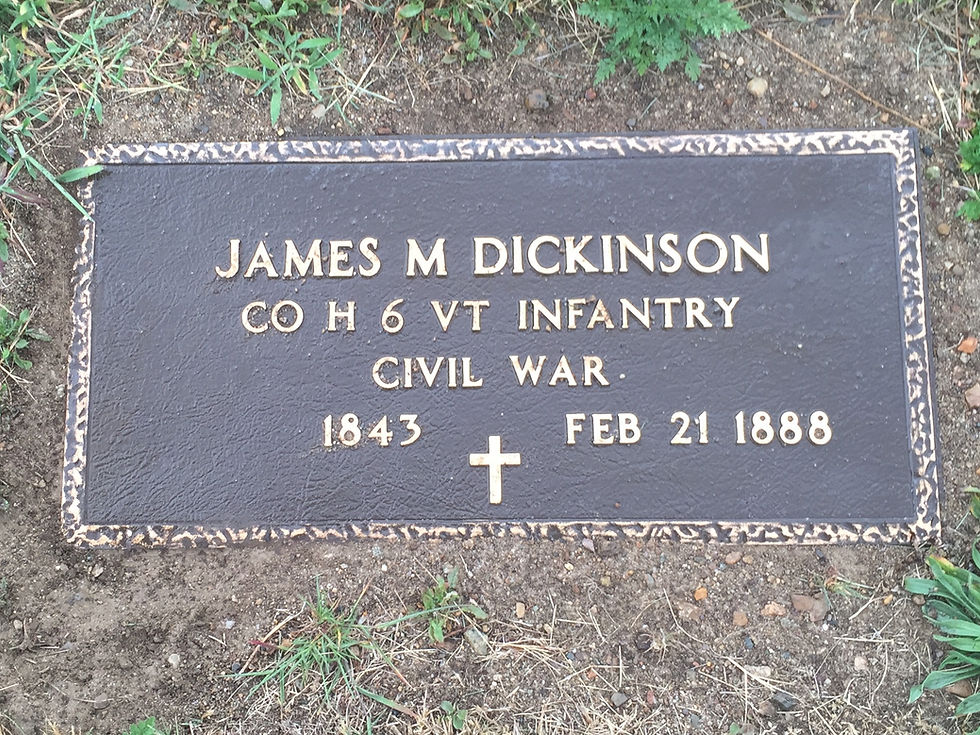 JAMES M DICKINSON
CO H 6 VT INFANTRY
CIVIL WAR
1843 FEB 21 1888